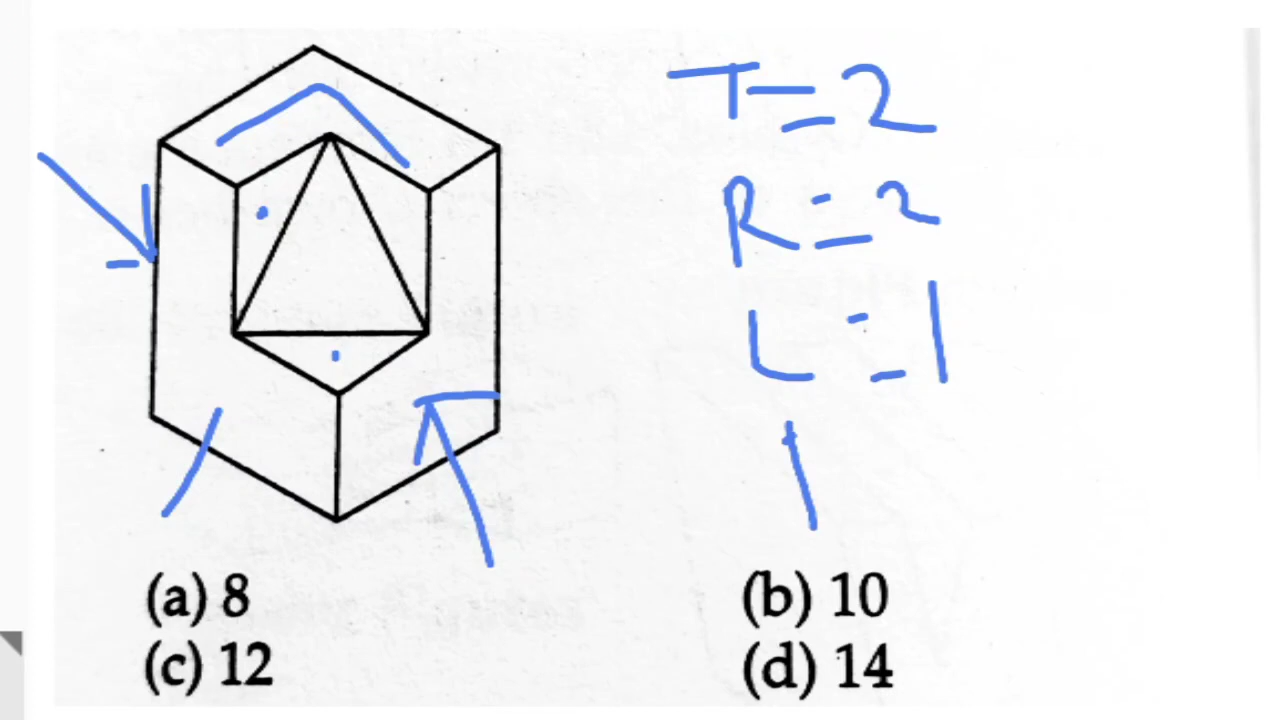 T = 2
R = 2
L = 1
(a) 8 (b) 10
(c) 12 (d) 14